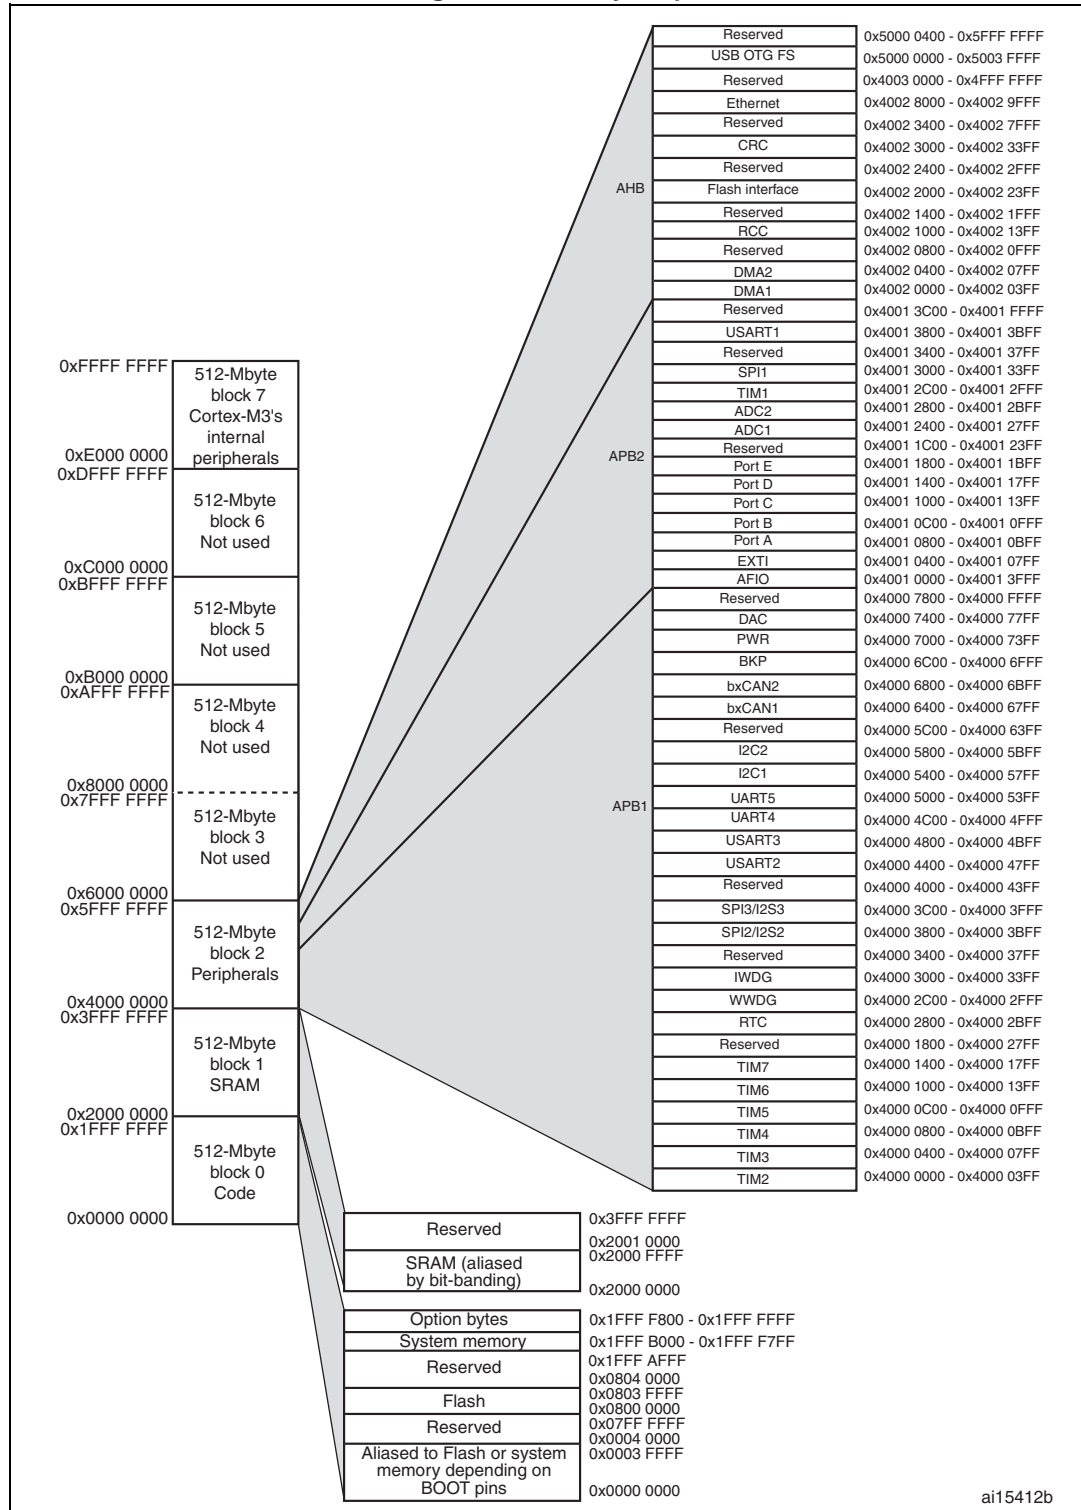 Reserved 0x5000 0400 - 0x5FFF FFFF
USB OTG FS 0x5000 0000 - 0x5003 FFFF
Reserved 0x4003 0000 - 0x4FFF FFFF
Ethernet 0x4002 8000 - 0x4002 9FFF
Reserved 0x4002 3400 - 0x4002 7FFF
CRC 0x4002 3000 - 0x4002 33FF
Reserved 0x4002 2400 - 0x4002 2FFF
AHB
Flash interface 0x4002 2000 - 0x4002 23FF
Reserved 0x4002 1400 - 0x4002 1FFF
RCC 0x4002 1000 - 0x4002 13FF
Reserved 0x4002 0800 - 0x4002 0FFF
DMA2 0x4002 0400 - 0x4002 07FF
DMA1 0x4002 0000 - 0x4002 03FF
Reserved 0x4001 3C00 - 0x4001 FFFF
USART1 0x4001 3800 - 0x4001 3BFF
Reserved 0x4001 3400 - 0x4001 37FF
SPI1 0x4001 3000 - 0x4001 33FF
TIM1 0x4001 2C00 - 0x4001 2FFF
ADC2 0x4001 2800 - 0x4001 2BFF
ADC1 0x4001 2400 - 0x4001 27FF
Reserved 0x4001 1C00 - 0x4001 23FF
APB2
Port E 0x4001 1800 - 0x4001 1BFF
Port D 0x4001 1400 - 0x4001 17FF
Port C 0x4001 1000 - 0x4001 13FF
Port B 0x4001 0C00 - 0x4001 0FFF
Port A 0x4001 0800 - 0x4001 0BFF
EXTI 0x4001 0400 - 0x4001 07FF
AFIO 0x4001 0000 - 0x4001 3FFF
Reserved 0x4000 7800 - 0x4000 FFFF
DAC 0x4000 7400 - 0x4000 77FF
PWR 0x4000 7000 - 0x4000 73FF
BKP 0x4000 6C00 - 0x4000 6FFF
bxCAN2 0x4000 6800 - 0x4000 6BFF
bxCAN1 0x4000 6400 - 0x4000 67FF
Reserved 0x4000 5C00 - 0x4000 63FF
I2C2 0x4000 5800 - 0x4000 5BFF
I2C1 0x4000 5400 - 0x4000 57FF
APB1
UART5 0x4000 5000 - 0x4000 53FF
UART4 0x4000 4C00 - 0x4000 4FFF
USART3 0x4000 4800 - 0x4000 4BFF
USART2 0x4000 4400 - 0x4000 47FF
Reserved 0x4000 4000 - 0x4000 43FF
SPI3/I2S3 0x4000 3C00 - 0x4000 3FFF
SPI2/I2S2 0x4000 3800 - 0x4000 3BFF
Reserved 0x4000 3400 - 0x4000 37FF
IWDG 0x4000 3000 - 0x4000 33FF
WWDG 0x4000 2C00 - 0x4000 2FFF
RTC 0x4000 2800 - 0x4000 2BFF
Reserved 0x4000 1800 - 0x4000 27FF
TIM7 0x4000 1400 - 0x4000 17FF
TIM6 0x4000 1000 - 0x4000 13FF
TIM5 0x4000 0C00 - 0x4000 0FFF
TIM4 0x4000 0800 - 0x4000 0BFF
TIM3 0x4000 0400 - 0x4000 07FF
TIM2 0x4000 0000 - 0x4000 03FF
0xFFFF FFFF
512-Mbyte
block 7
Cortex-M3's
internal
peripherals
0xE000 0000
0xDFFF FFFF
512-Mbyte
block 6
Not used
0xC000 0000
0xBFFF FFFF
512-Mbyte
block 5
Not used
0xB000 0000
0xAFFF FFFF
512-Mbyte
block 4
Not used
0x8000 0000
0x7FFF FFFF
512-Mbyte
block 3
Not used
0x6000 0000
0x5FFF FFFF
512-Mbyte
block 2
Peripherals
0x4000 0000
0x3FFF FFFF
512-Mbyte
block 1
SRAM
0x2000 0000
0x1FFF FFFF
512-Mbyte
block 0
Code
0x0000 0000
0x3FFF FFFF
Reserved
0x2001 0000
0x2000 FFFF
SRAM (aliased
by bit-banding)
0x2000 0000
Option bytes 0x1FFF F800 - 0x1FFF FFFF
System memory 0x1FFF B000 - 0x1FFF F7FF
0x1FFF AFFF
Reserved
0x0804 0000
0x0803 FFFF
Flash
0x0800 0000
0x07FF FFFF
Reserved
0x0004 0000
0x0003 FFFF
Aliased to Flash or system
memory depending on
BOOT pins
0x0000 0000
ai15412b